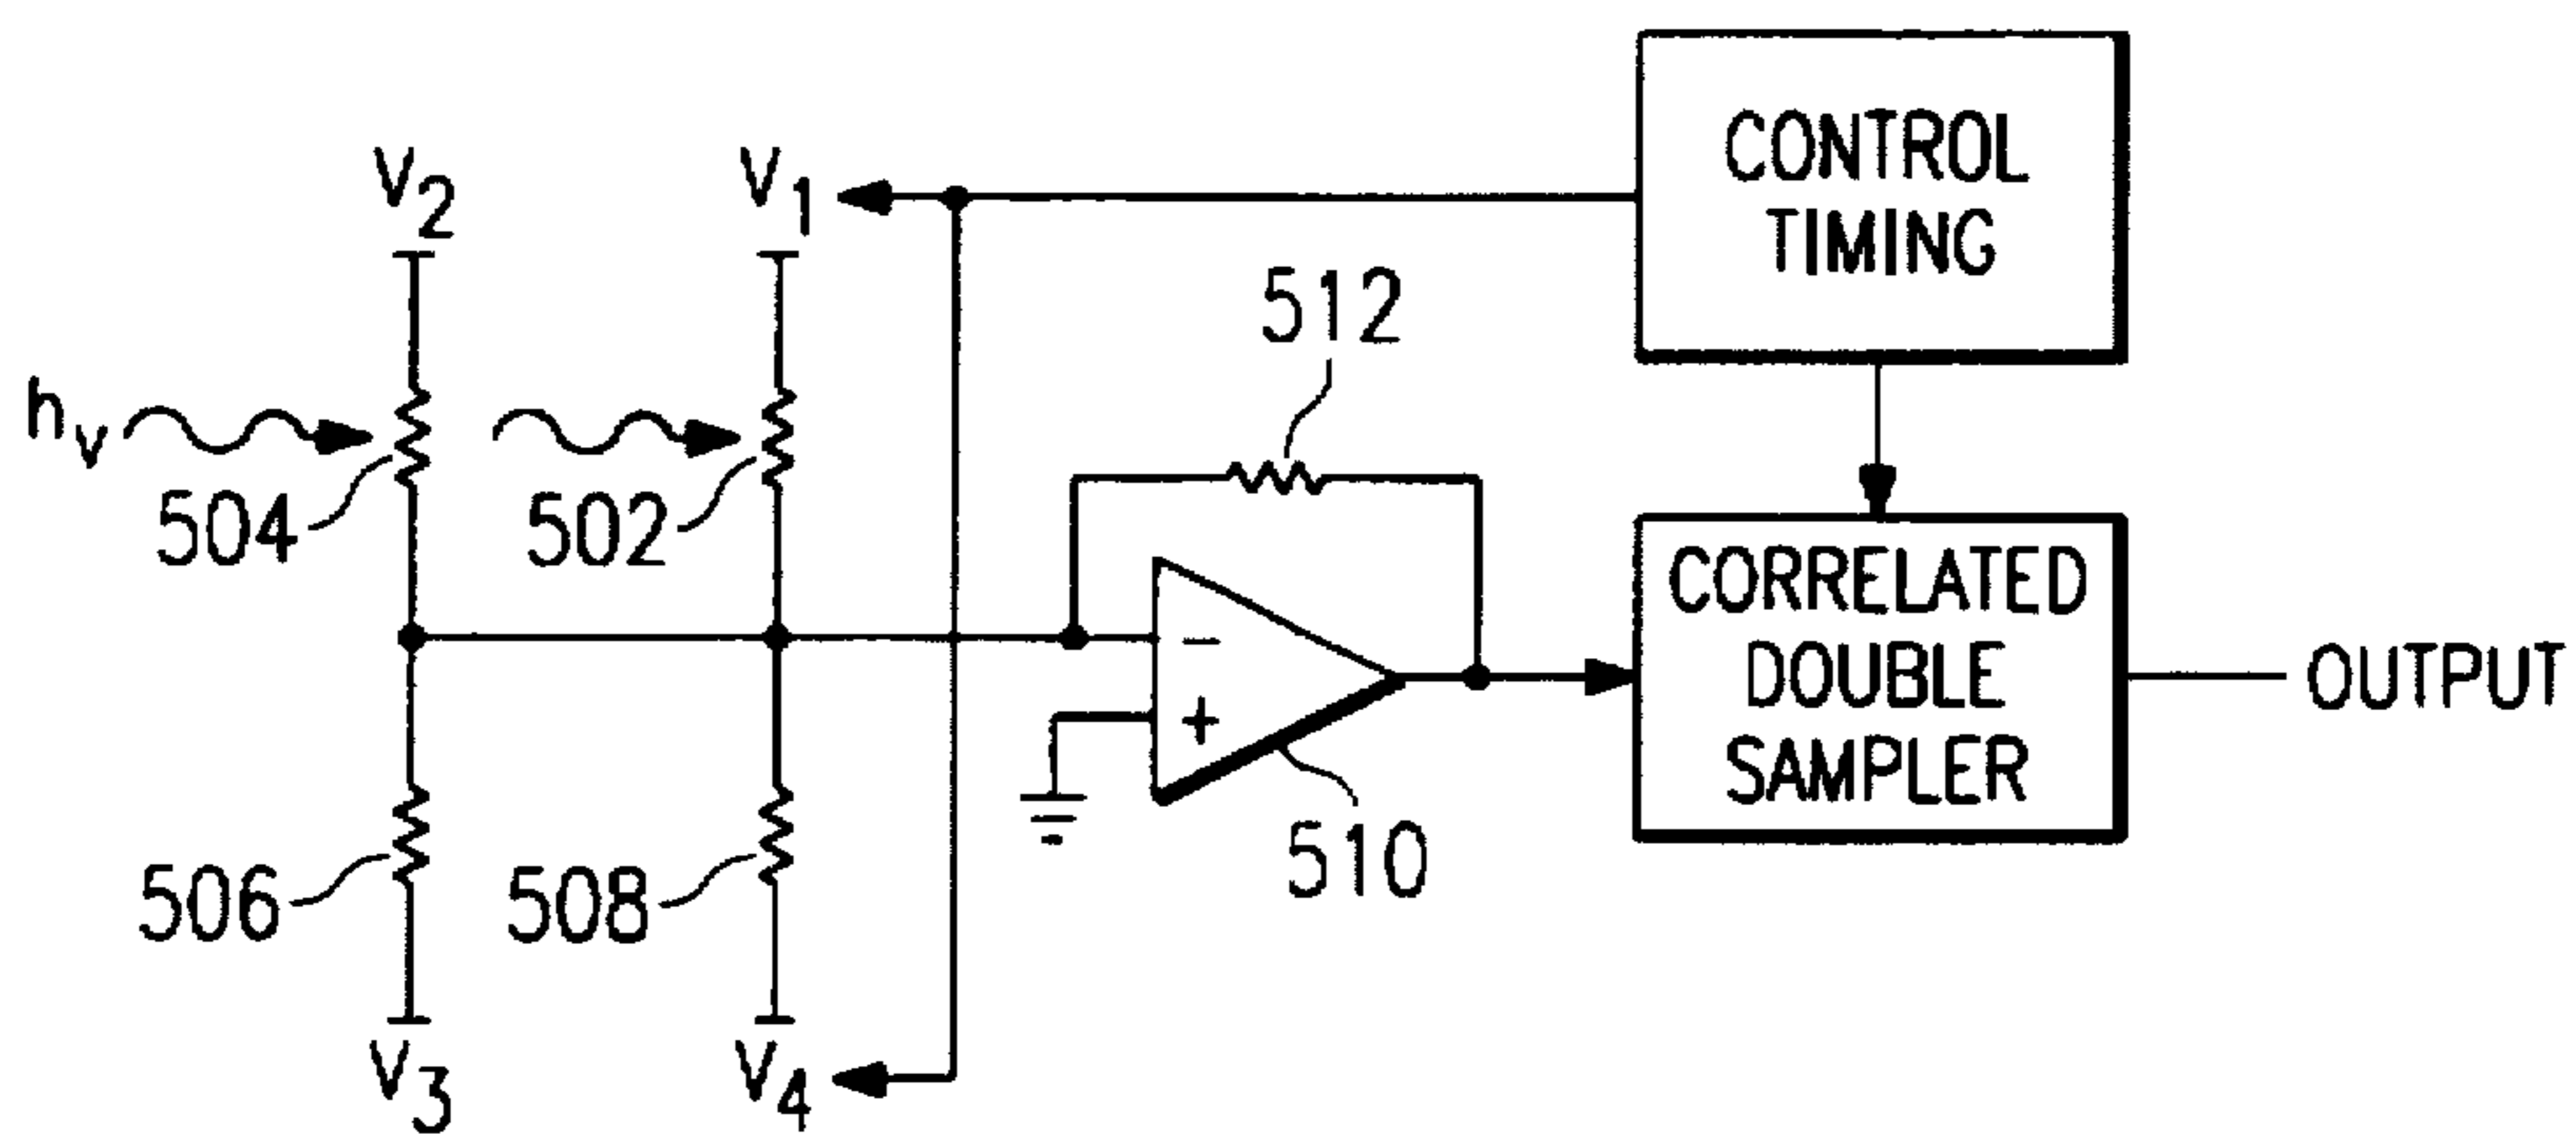 CONTROL
TIMING
V2
V1
512
hv
504
502
CORRELATED
DOUBLE
SAMPLER
OUTPUT
-
+
506
508
510
V3
V4